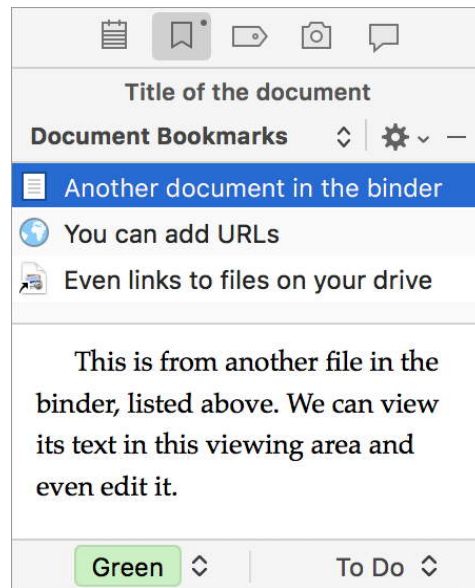 Title of the document
Document Bookmarks
Another document in the binder
You can add URLs
Even links to files on your drive
This is from another file in the
binder, listed above. We can view
its text in this viewing area and
even edit it.
Green To Do